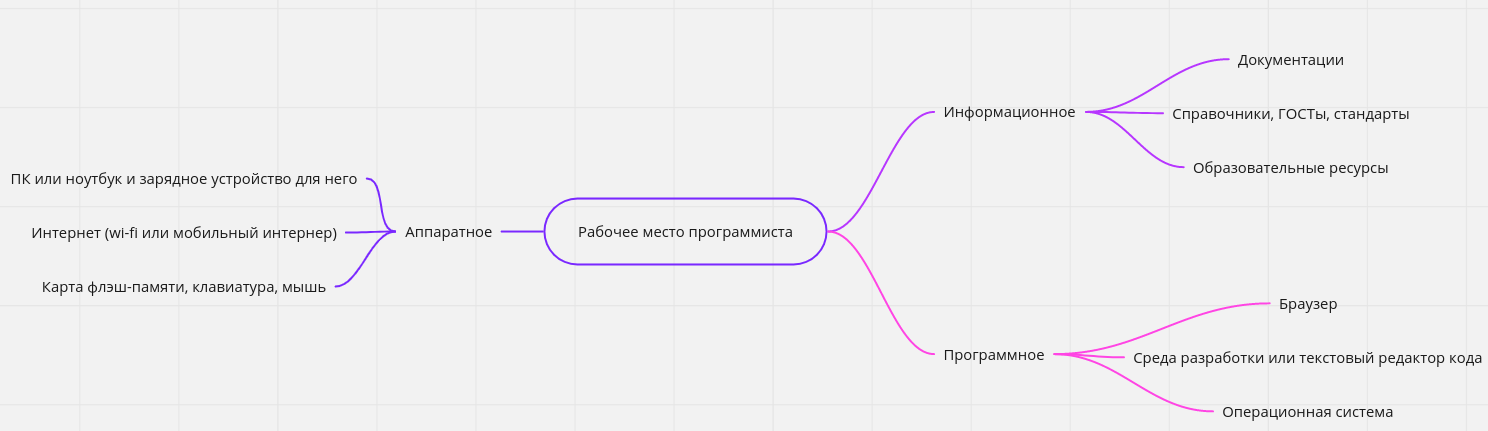 Рабочее место программиста
Аппаратное
ПК или ноутбук и зарядное устройство для него
Интернет (wi-fi или мобильный интернер)
Карта флэш-памяти, клавиатура, мышь
Информационное
Документации
Справочники, ГОСТы, стандарты
Образовательные ресурсы
Программное
Браузер
Среда разработки или текстовый редактор кода
Операционная система